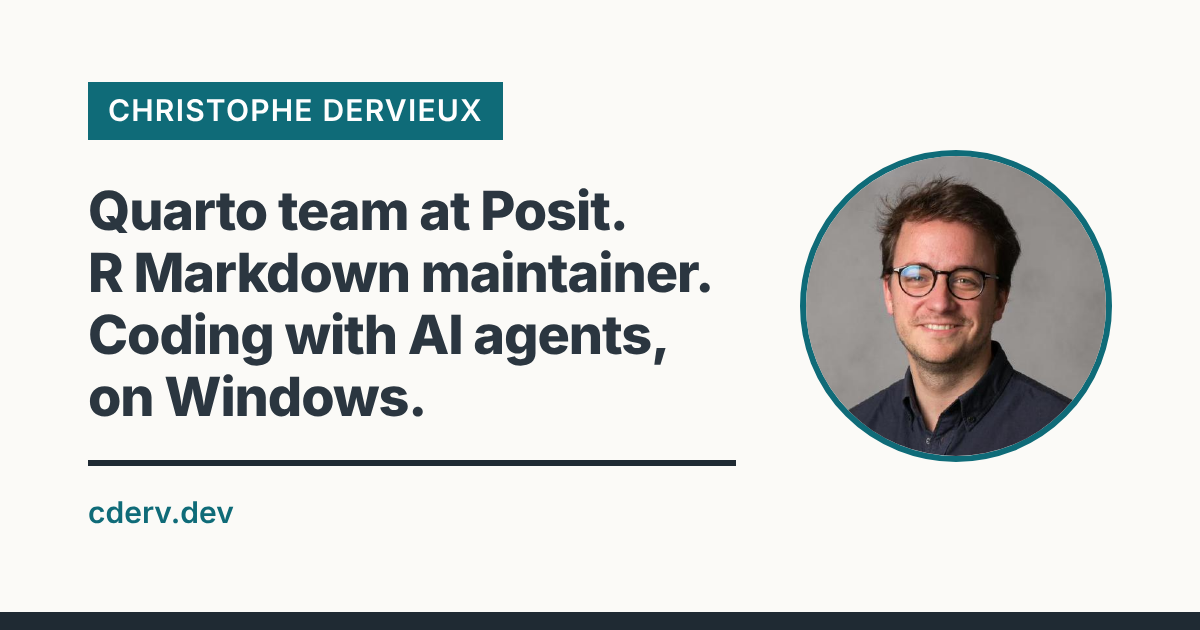 CHRISTOPHE DERVIEUX
Quarto team at Posit.
R Markdown maintainer.
Coding with AI agents,
on Windows.
cderv.dev